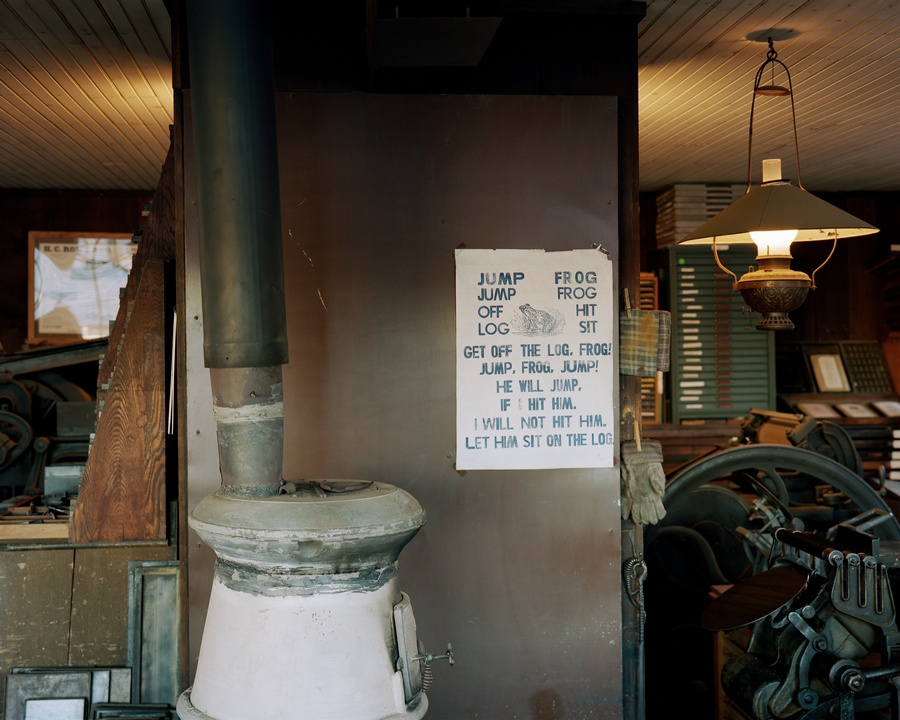 H. C.
JUMP FROG
JUMP FROG
OFF HIT
LOG SIT
GET OFF THE LOG, FROG!
JUMP, FROG, JUMP!
HE WILL JUMP,
IF I HIT HIM.
I WILL NOT HIT HIM.
LET HIM SIT ON THE LOG.